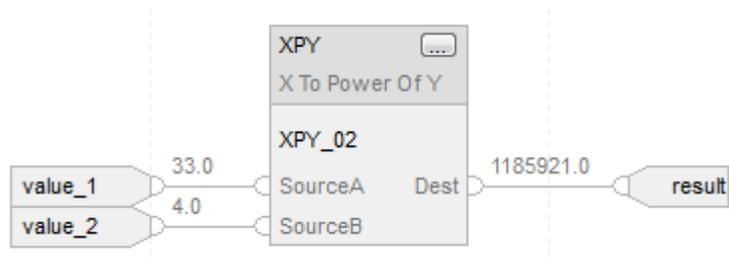 XPY ...
X To Power Of Y
XPY_02
33.0
1185921.0
value_1
SourceA
Dest
result
4.0
value_2
SourceB